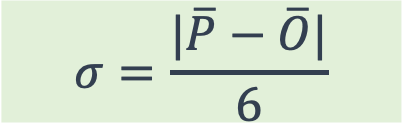 σ = |P̄ − Ō| / 6